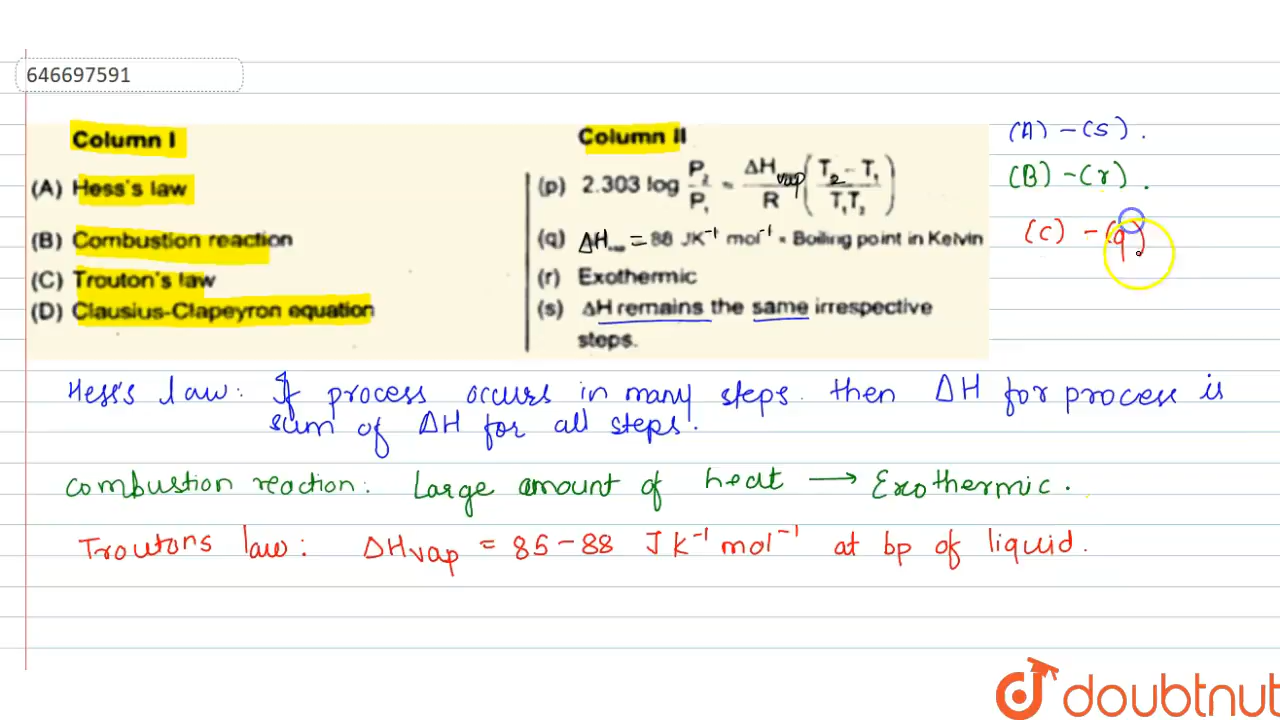 646697591
Column I
Column II
(A) Hess's law
(p) 2.303 log P2/P1 = ΔHvap/R (T2 - T1 / T1T2)
(B) Combustion reaction
(q) ΔH = 88 JK⁻¹ mol⁻¹ × Boiling point in Kelvin
(C) Trouton's law
(r) Exothermic
(D) Clausius-Clapeyron equation
(s) ΔH remains the same irrespective
steps.
(A) - (s).
(B) - (r).
(C) - (q)
Hess's law: If process occurs in many steps. then ΔH for process is
sum of ΔH for all steps.
Combustion reaction: Large amount of heat → Exothermic.
Troutons law: ΔHvap = 85-88 JK⁻¹ mol⁻¹ at bp of liquid.
doubtnut